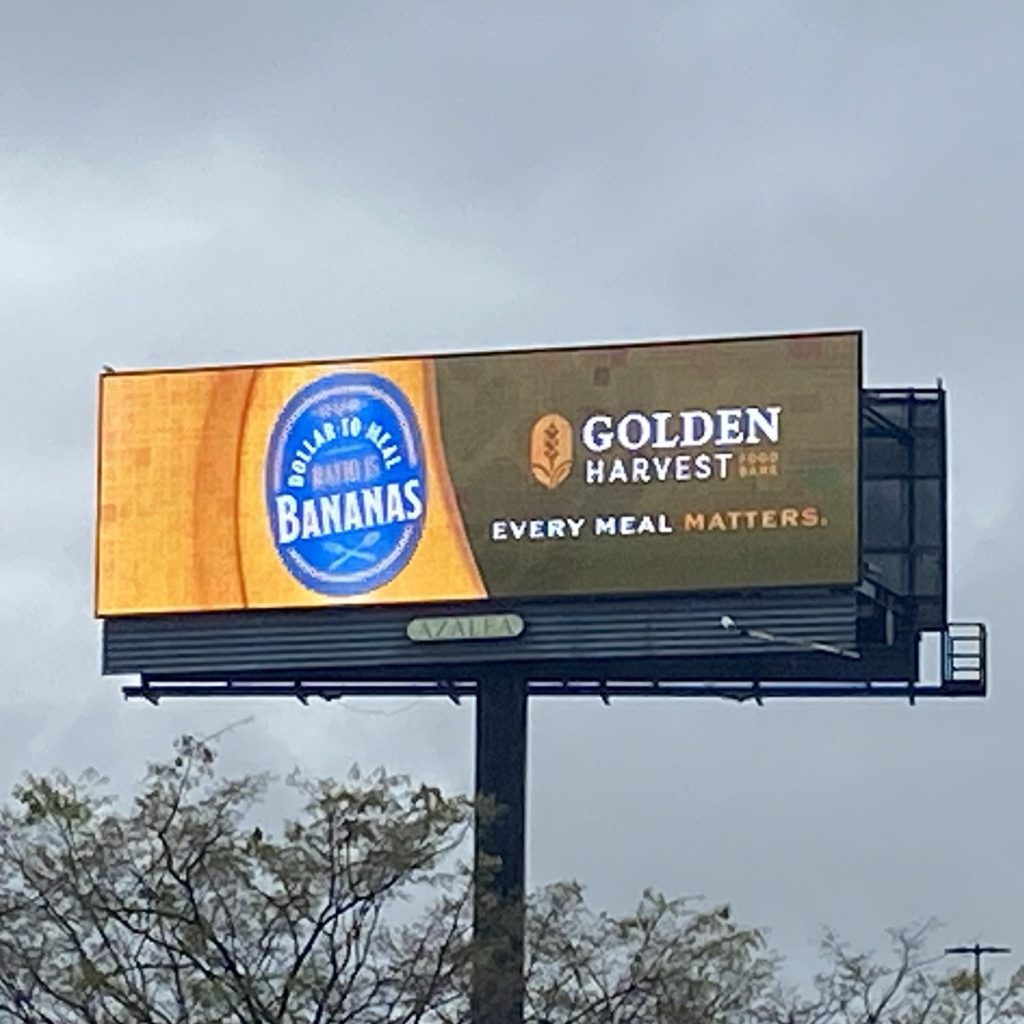 DOLLAR TO MEAL
RATIO IS
BANANAS
GOLDEN
HARVEST FOOD
BANK
EVERY MEAL MATTERS.
AZALEA